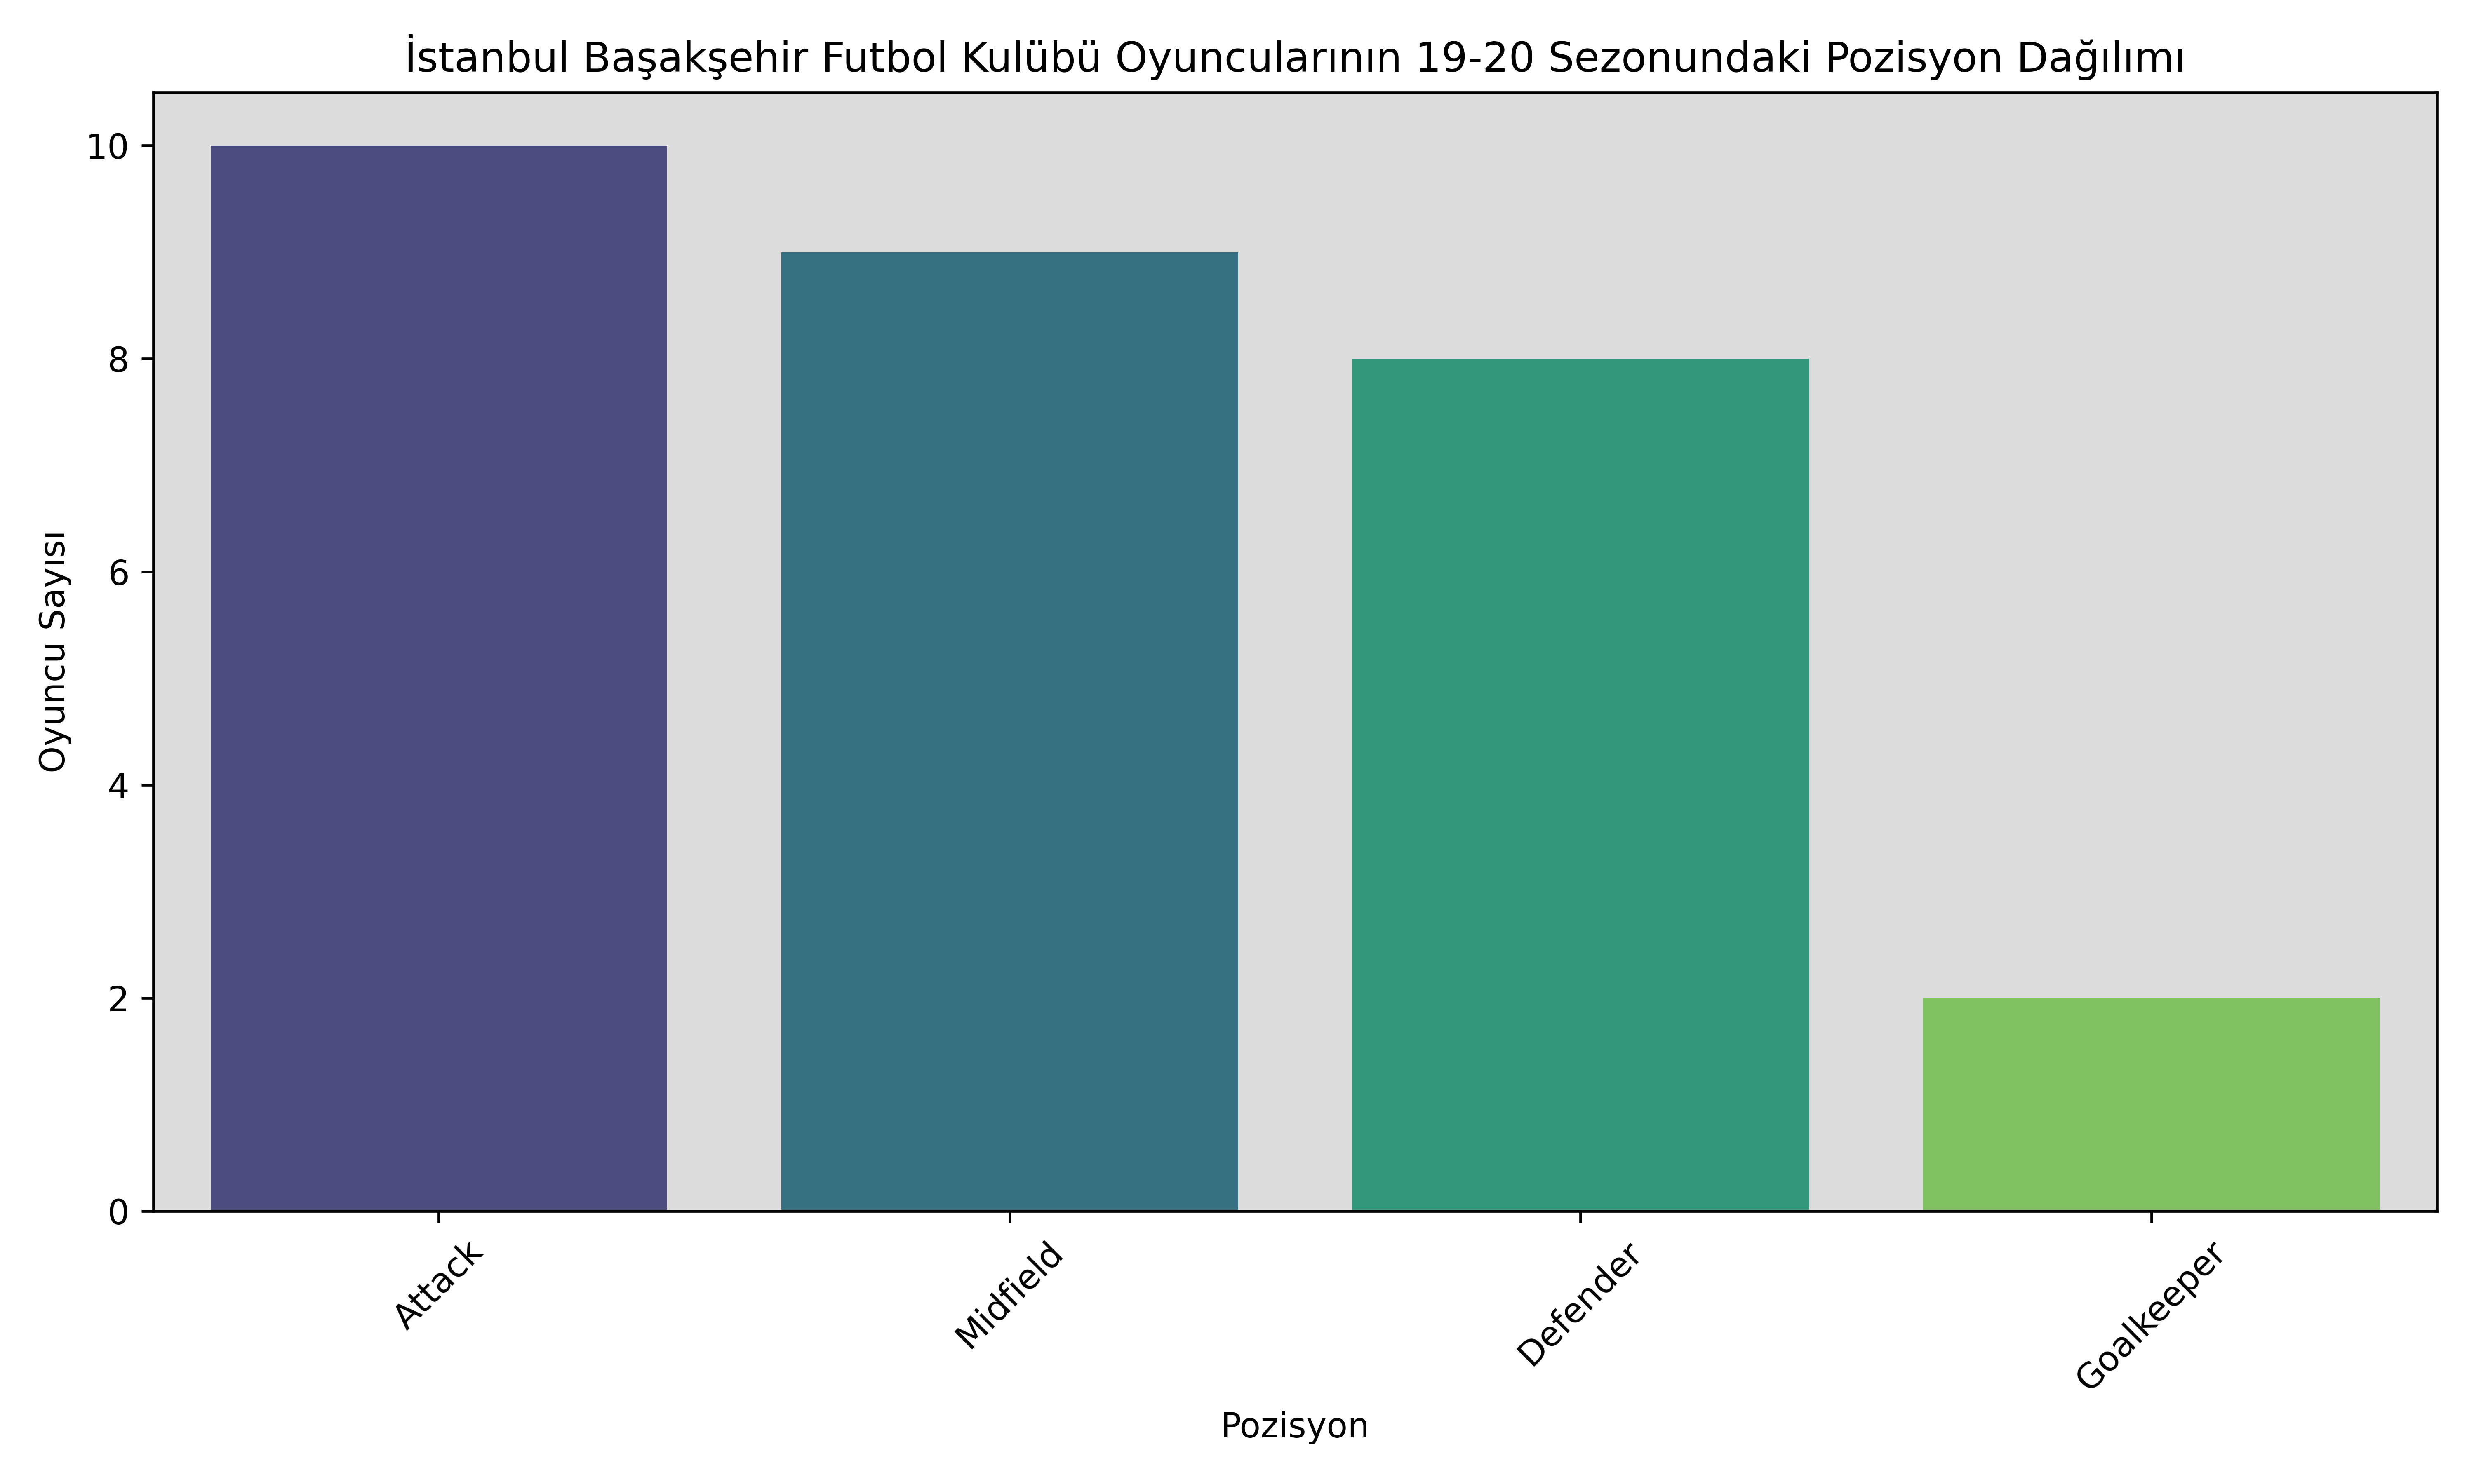 İstanbul Başakşehir Futbol Kulübü Oyuncularının 19-20 Sezonundaki Pozisyon Dağılımı
Oyuncu Sayısı
10
8
6
4
2
0
Attack
Midfield
Defender
Goalkeeper
Pozisyon